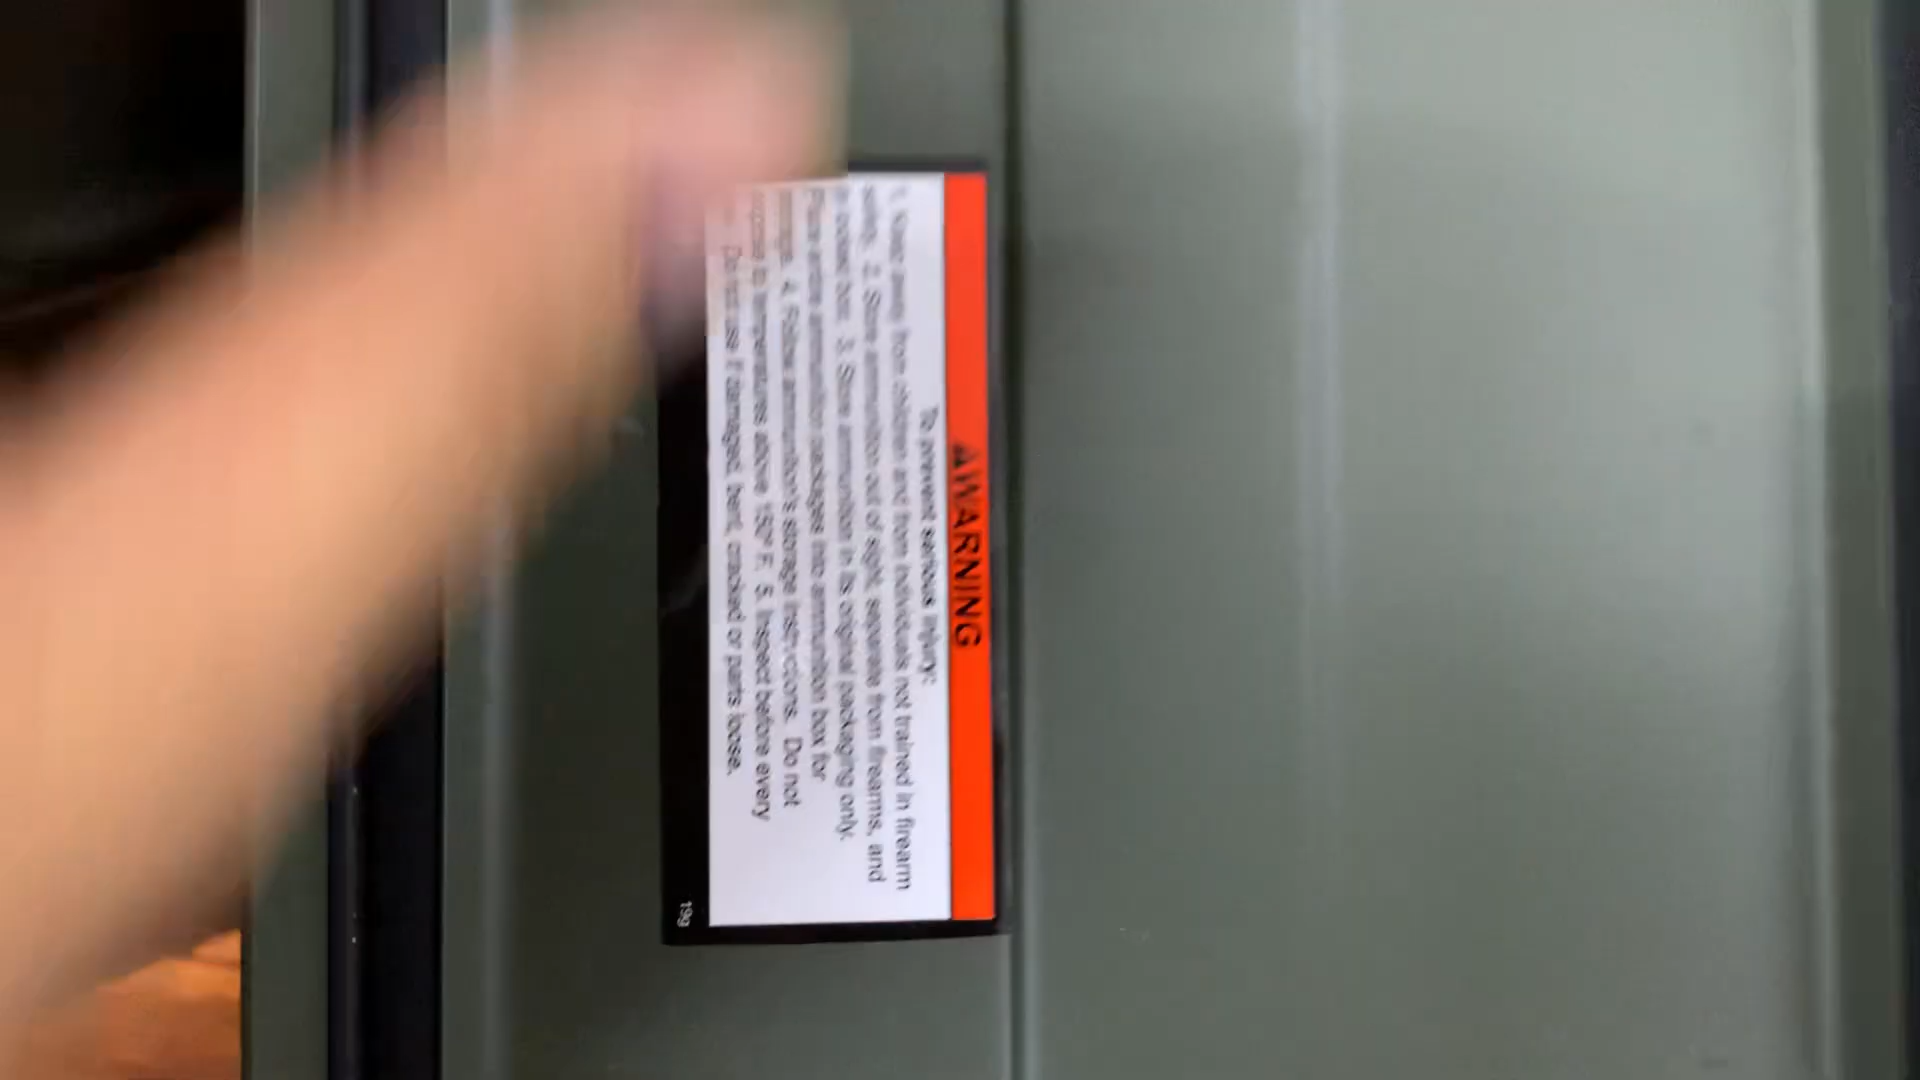 ⚠WARNING
To prevent serious injury:
1. Keep away from children and from individuals not trained in firearm
safety. 2. Store ammunition out of sight, separate from firearms, and
in locked box. 3. Store ammunition in its original packaging only.
Place entire ammunition packages into ammunition box for
storage. 4. Follow ammunition's storage instructions. Do not
expose to temperatures above 150° F. 5. Inspect before every
Do not use if damaged, bent, cracked or parts loose.
19g